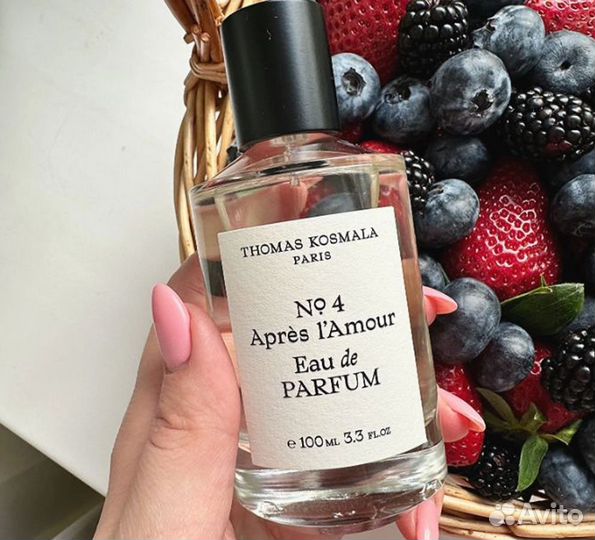 THOMAS KOSMALA
PARIS
No 4
Après l'Amour
Eau de
PARFUM
e 100 ML 3.3 FL.OZ
Avito